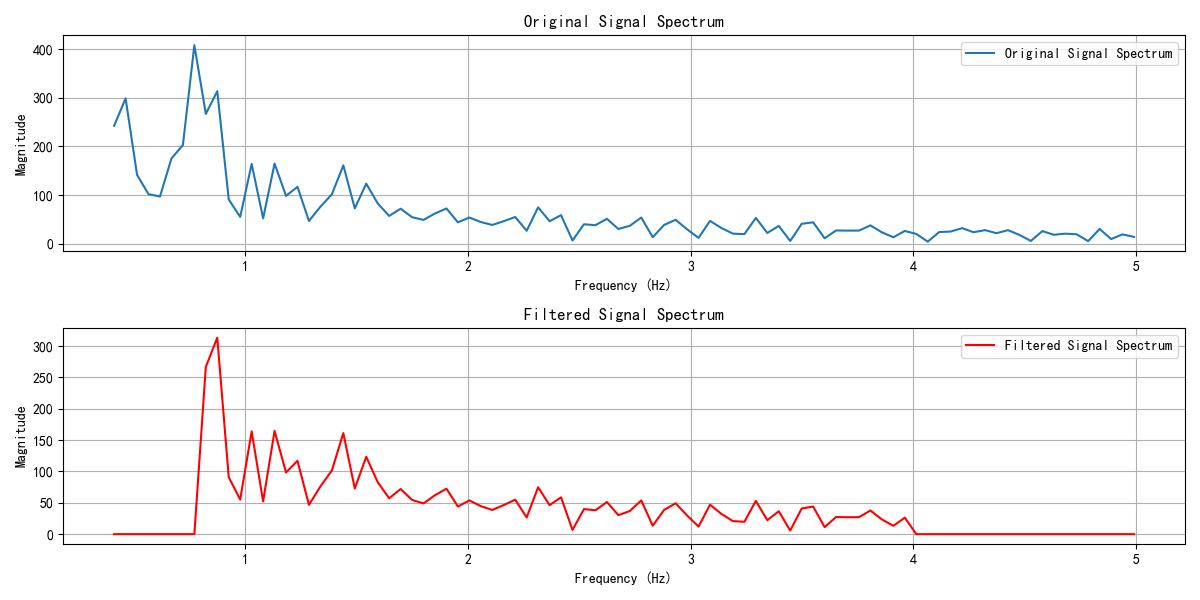 Original Signal Spectrum
Original Signal Spectrum
400
300
200
100
0
Magnitude
1
2
3
4
5
Frequency (Hz)
Filtered Signal Spectrum
Filtered Signal Spectrum
300
250
200
150
100
50
0
Magnitude
1
2
3
4
5
Frequency (Hz)